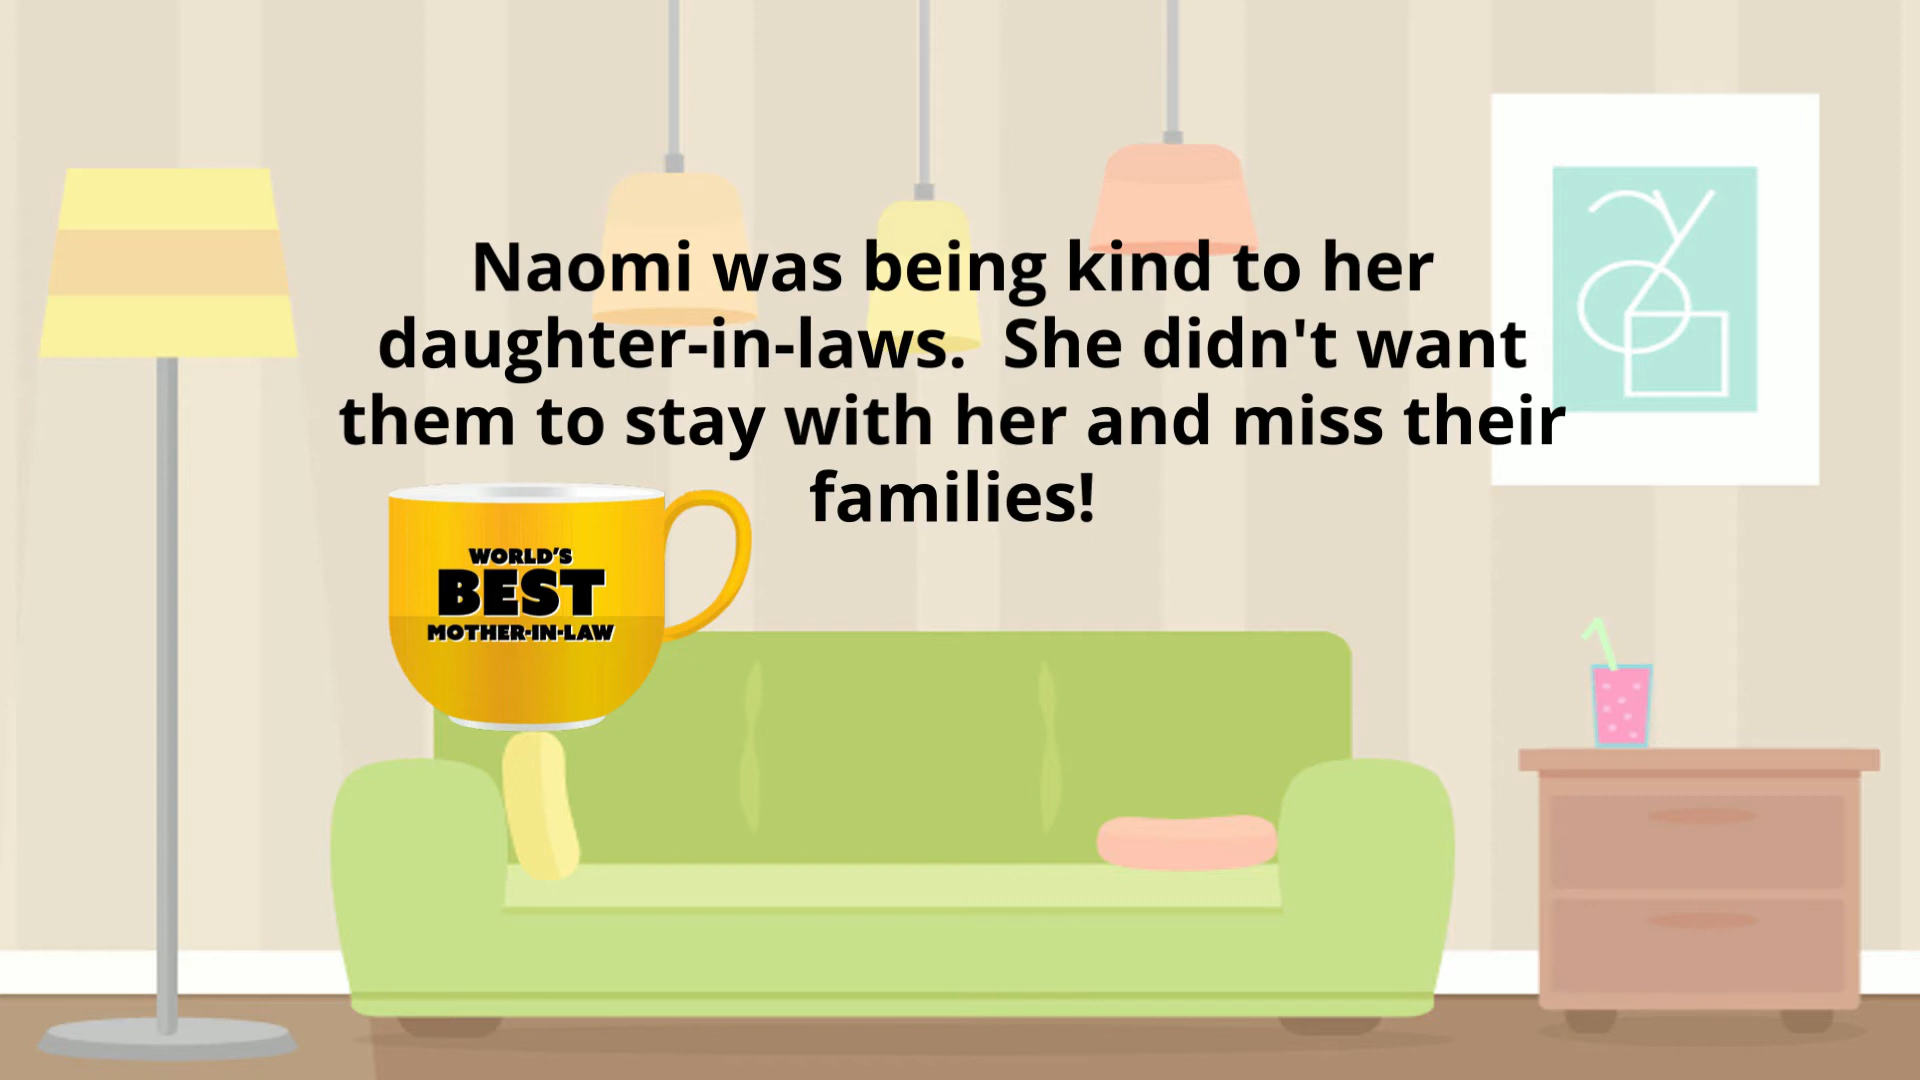 Naomi was being kind to her
daughter-in-laws.  She didn't want
them to stay with her and miss their
families!
WORLD'S
BEST
MOTHER-IN-LAW